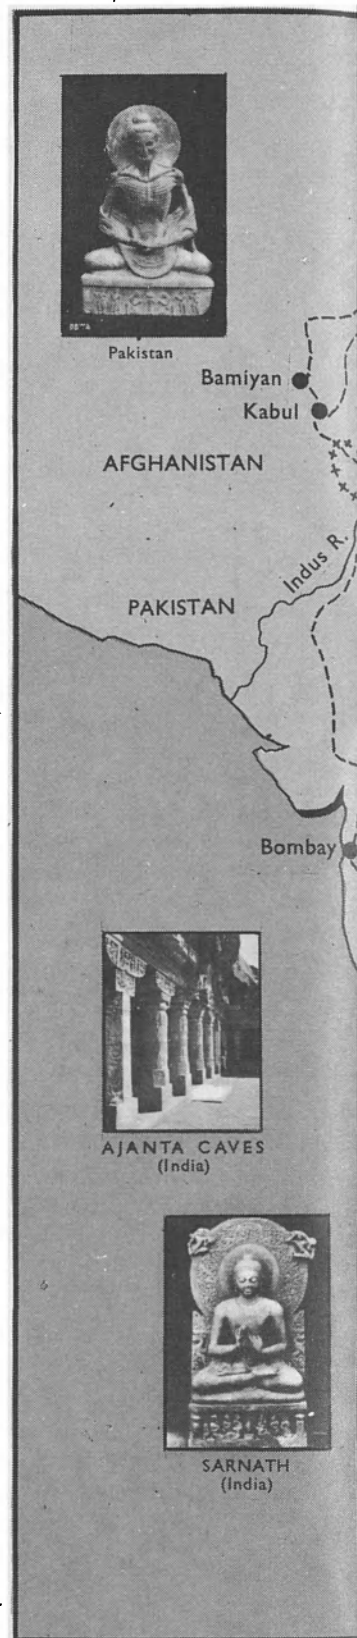 Pakistan
Bamiyan
Kabul
AFGHANISTAN
Indus R.
PAKISTAN
Bombay
AJANTA CAVES
(India)
SARNATH
(India)